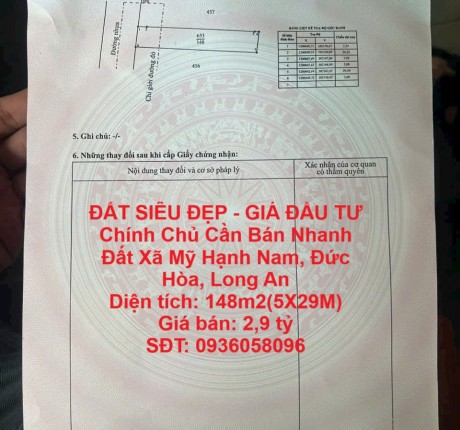 457
651
148
456
Đường nhựa
Chỉ giới đường đỏ
5. Ghi chú: -/-
6. Những thay đổi sau khi cấp Giấy chứng nhận:
Nội dung thay đổi và cơ sở pháp lý
Xác nhận của cơ quan
có thẩm quyền
ĐẤT SIÊU ĐẸP - GIÁ ĐẦU TƯ
Chính Chủ Cần Bán Nhanh
Đất Xã Mỹ Hạnh Nam, Đức
Hòa, Long An
Diện tích: 148m2(5X29M)
Giá bán: 2,9 tỷ
SĐT: 0936058096